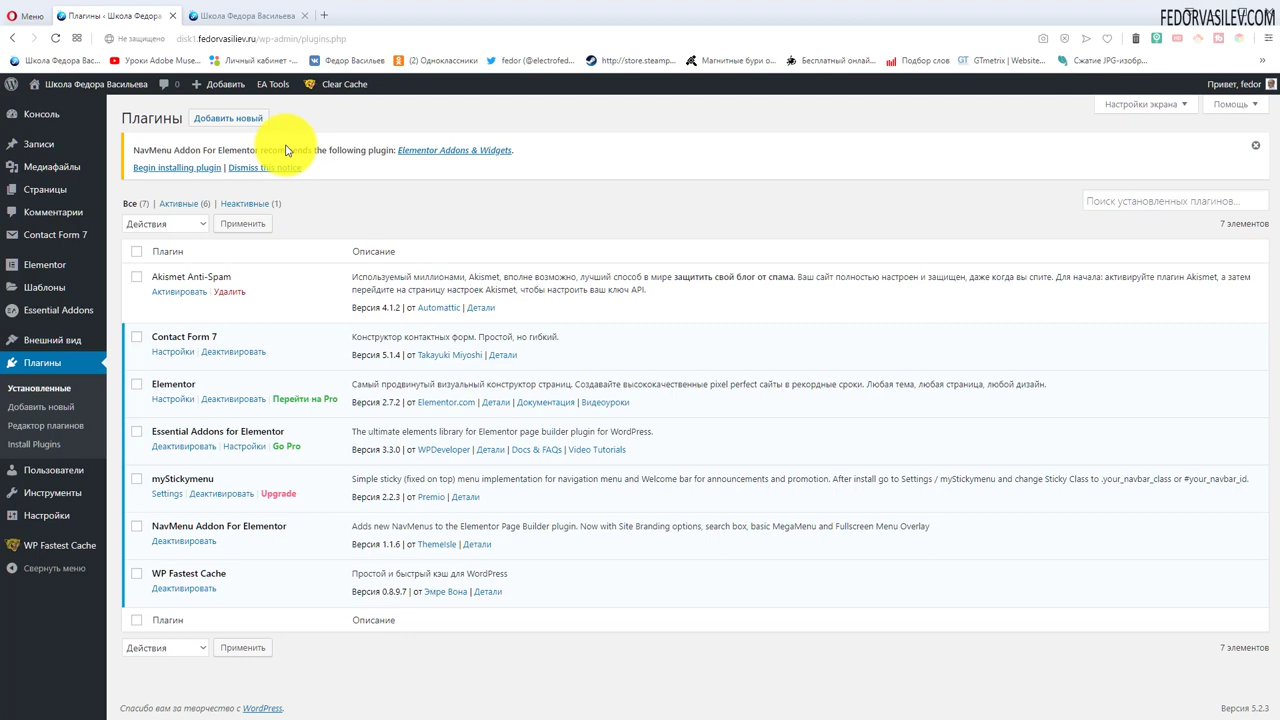 Меню
Плагины ‹ Школа Федора
Школа Федора Васильева
FEDORVASILEV.COM
Не защищено
disk1.fedorvasiliev.ru/wp-admin/plugins.php
Школа Федора Вас...
Уроки Adobe Muse...
Личный кабинет -...
Федор Васильев
(2) Одноклассники
fedor (@electrofed...
http://store.steamp...
Магнитные бури о...
Бесплатный онлай...
Подбор слов
GTmetrix | Website...
Сжатие JPG-изобр...
Школа Федора Васильева
0
Добавить
EA Tools
Clear Cache
Привет, fedor
Консоль
Записи
Медиафайлы
Страницы
Комментарии
Contact Form 7
Elementor
Шаблоны
Essential Addons
Внешний вид
Плагины
Установленные
Добавить новый
Редактор плагинов
Install Plugins
Пользователи
Инструменты
Настройки
WP Fastest Cache
Свернуть меню
Настройки экрана
Помощь
Плагины
Добавить новый
NavMenu Addon For Elementor recommends the following plugin: Elementor Addons & Widgets.
Begin installing plugin | Dismiss this notice
Все (7) | Активные (6) | Неактивные (1)
Поиск установленных плагинов...
Действия
Применить
7 элементов
Плагин
Описание
Akismet Anti-Spam
Активировать | Удалить
Используемый миллионами, Akismet, вполне возможно, лучший способ в мире защитить свой блог от спама. Ваш сайт полностью настроен и защищен, даже когда вы спите. Для начала: активируйте плагин Akismet, а затем
перейдите на страницу настроек Akismet, чтобы настроить ваш ключ API.
Версия 4.1.2 | от Automattic | Детали
Contact Form 7
Настройки | Деактивировать
Конструктор контактных форм. Простой, но гибкий.
Версия 5.1.4 | от Takayuki Miyoshi | Детали
Elementor
Настройки | Деактивировать | Перейти на Pro
Самый продвинутый визуальный конструктор страниц. Создавайте высококачественные pixel perfect сайты в рекордные сроки. Любая тема, любая страница, любой дизайн.
Версия 2.7.2 | от Elementor.com | Детали | Документация | Видеоуроки
Essential Addons for Elementor
Деактивировать | Настройки | Go Pro
The ultimate elements library for Elementor page builder plugin for WordPress.
Версия 3.3.0 | от WPDeveloper | Детали | Docs & FAQs | Video Tutorials
myStickymenu
Settings | Деактивировать | Upgrade
Simple sticky (fixed on top) menu implementation for navigation menu and Welcome bar for announcements and promotion. After install go to Settings / myStickymenu and change Sticky Class to .your_navbar_class or #your_navbar_id.
Версия 2.2.3 | от Premio | Детали
NavMenu Addon For Elementor
Деактивировать
Adds new NavMenus to the Elementor Page Builder plugin. Now with Site Branding options, search box, basic MegaMenu and Fullscreen Menu Overlay
Версия 1.1.6 | от ThemeIsle | Детали
WP Fastest Cache
Деактивировать
Простой и быстрый кэш для WordPress
Версия 0.8.9.7 | от Эмре Вона | Детали
Плагин
Описание
Действия
Применить
7 элементов
Спасибо вам за творчество с WordPress.
Версия 5.2.3